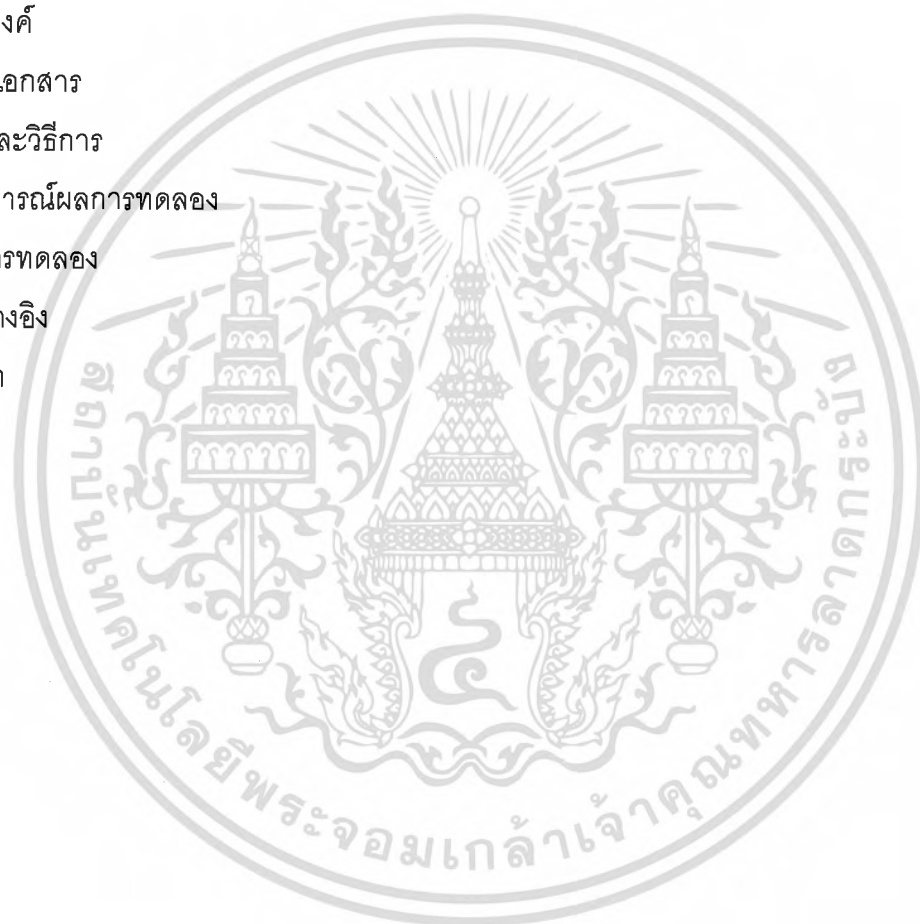 งค์
เอกสาร
ละวิธีการ
ารณ์ผลการทดลอง
ารทดลอง
างอิง
สถาบันเทคโนโลยีพระจอมเกล้าเจ้าคุณทหารลาดกระบัง
๔